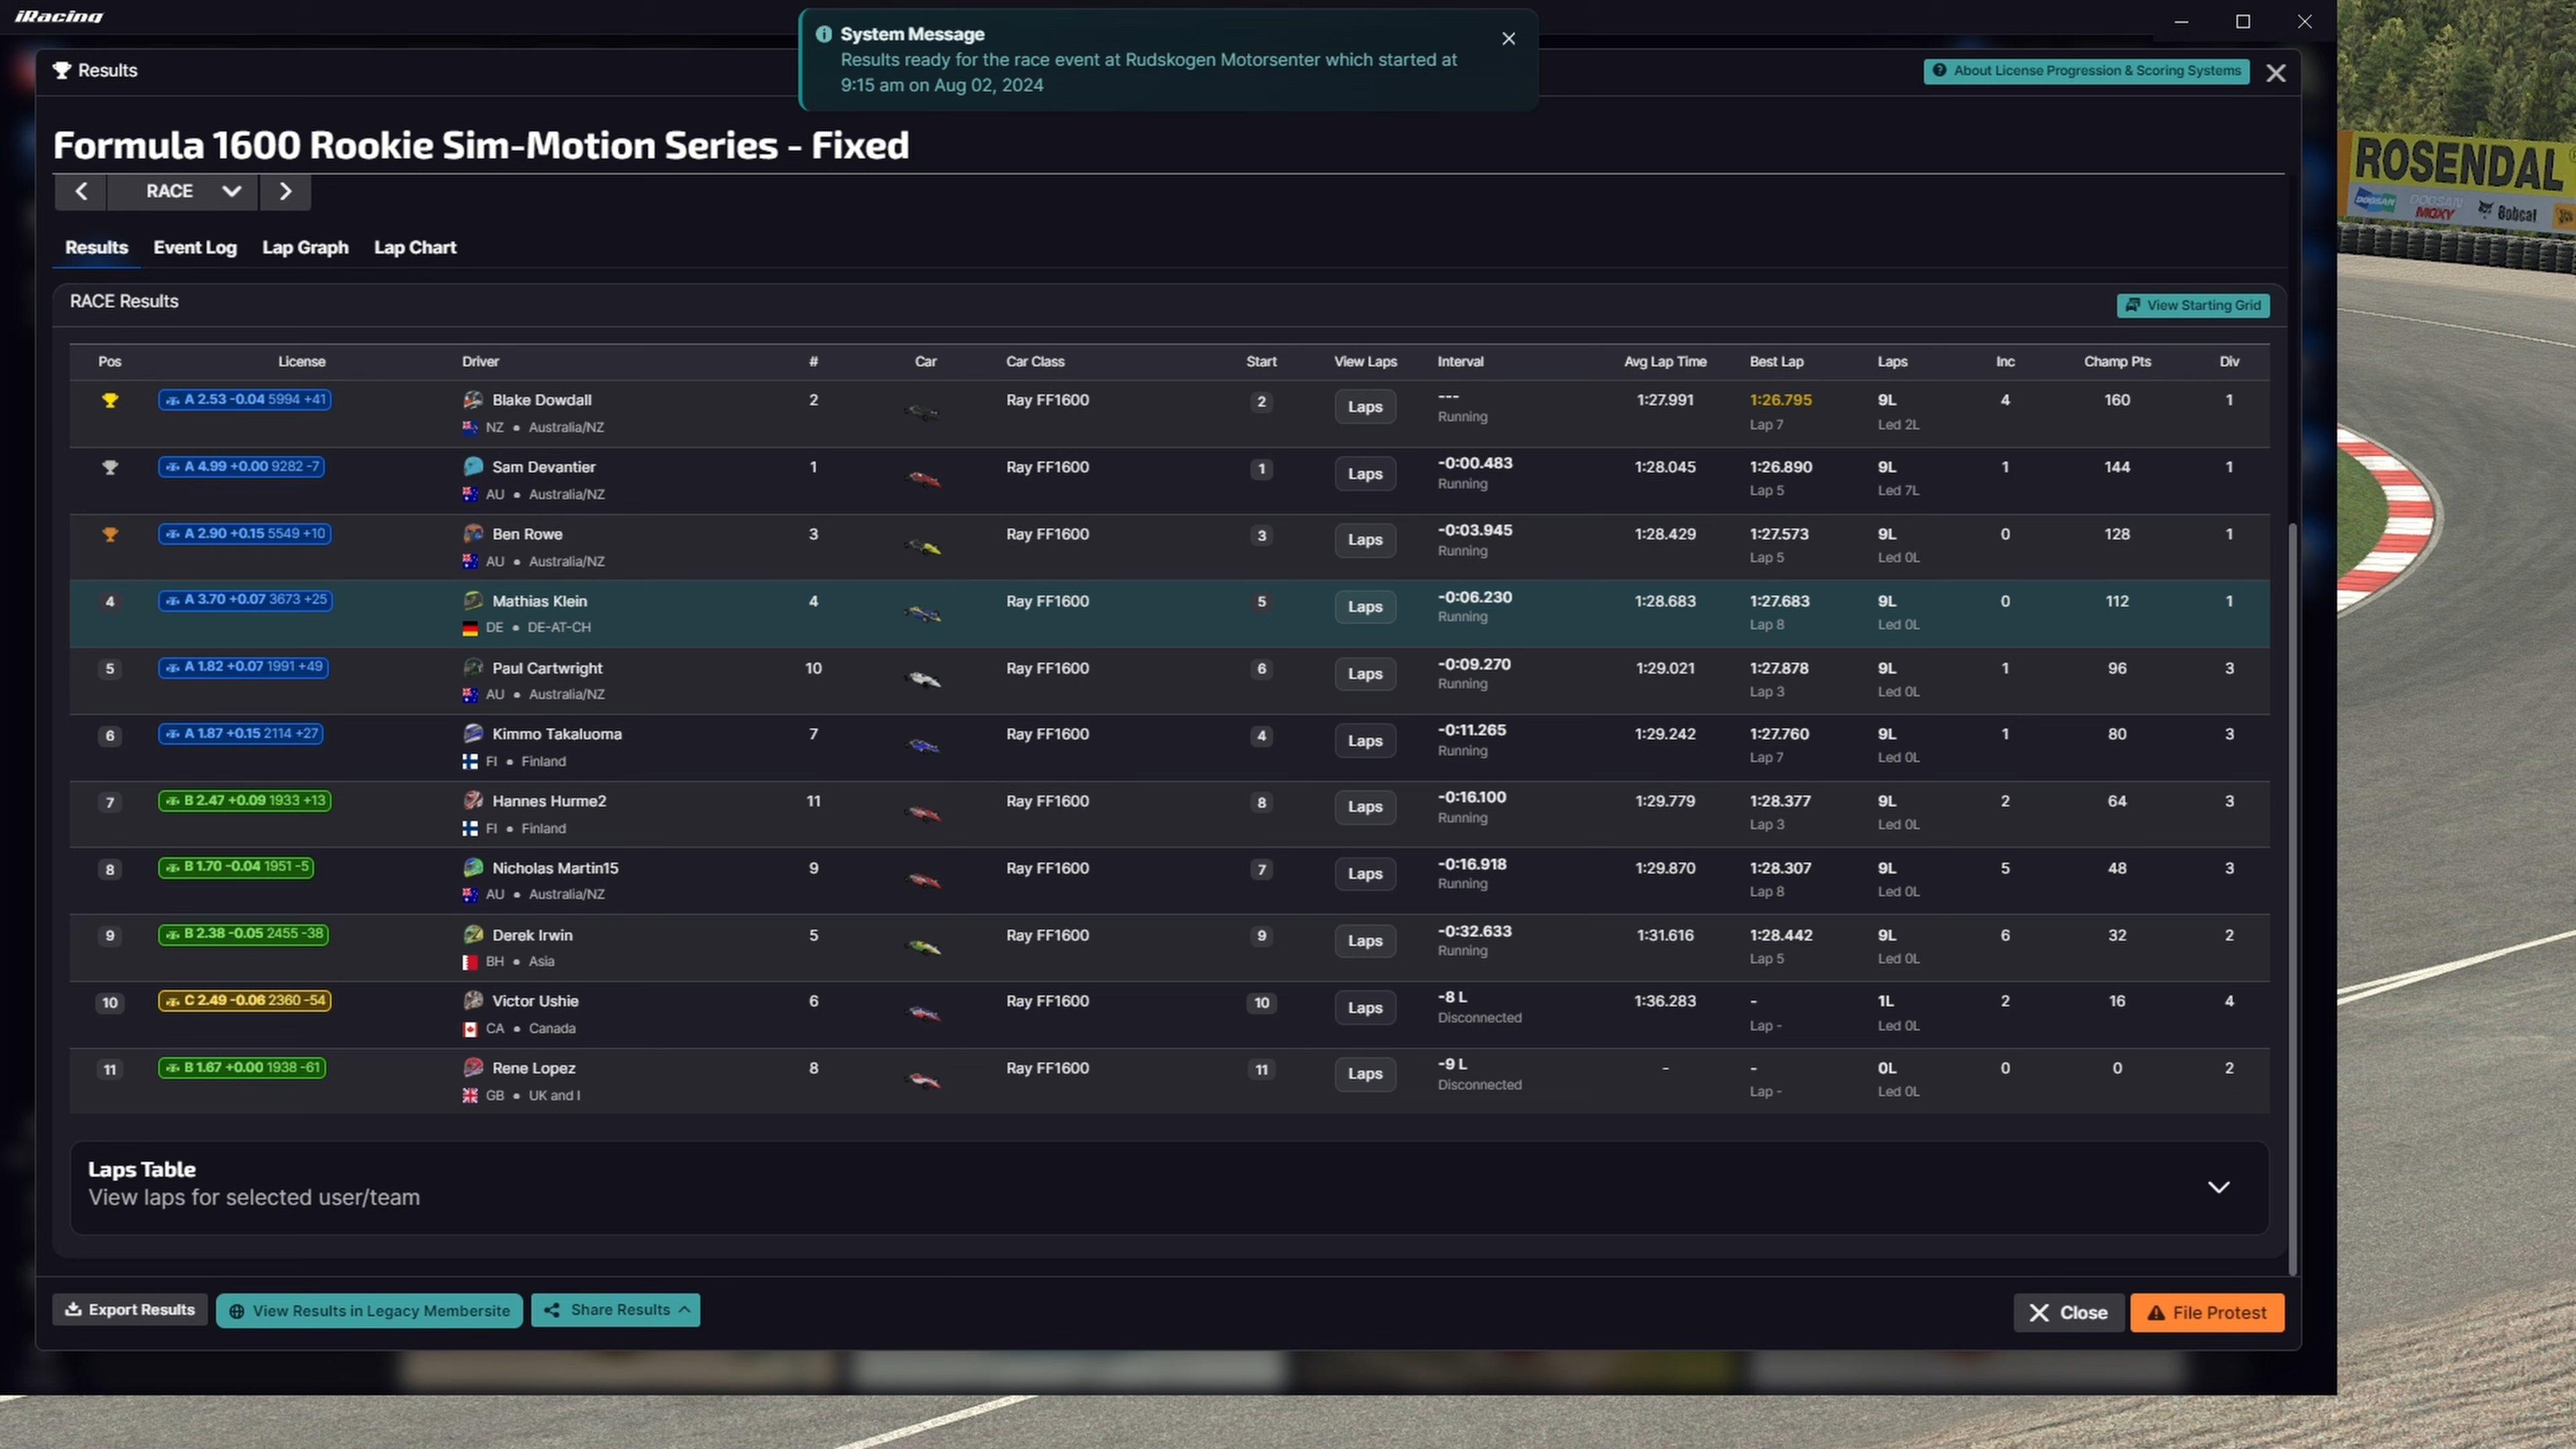 iRacing
System Message
Results ready for the race event at Rudskogen Motorsenter which started at
9:15 am on Aug 02, 2024
Results
About License Progression & Scoring Systems
Formula 1600 Rookie Sim-Motion Series - Fixed
RACE
Results Event Log Lap Graph Lap Chart
RACE Results
View Starting Grid
Pos License Driver # Car Car Class Start View Laps Interval Avg Lap Time Best Lap Laps Inc Champ Pts Div
A 2.53 -0.04 5994 +41 Blake Dowdall 2 Ray FF1600 2 Laps --- 1:27.991 1:26.795 9L 4 160 1
NZ • Australia/NZ Running Lap 7 Led 2L
A 4.99 +0.00 9282 -7 Sam Devantier 1 Ray FF1600 1 Laps -0:00.483 1:28.045 1:26.890 9L 1 144 1
AU • Australia/NZ Running Lap 5 Led 7L
A 2.90 +0.15 5549 +10 Ben Rowe 3 Ray FF1600 3 Laps -0:03.945 1:28.429 1:27.573 9L 0 128 1
AU • Australia/NZ Running Lap 5 Led 0L
4 A 3.70 +0.07 3673 +25 Mathias Klein 4 Ray FF1600 5 Laps -0:06.230 1:28.683 1:27.683 9L 0 112 1
DE • DE-AT-CH Running Lap 8 Led 0L
5 A 1.82 +0.07 1991 +49 Paul Cartwright 10 Ray FF1600 6 Laps -0:09.270 1:29.021 1:27.878 9L 1 96 3
AU • Australia/NZ Running Lap 3 Led 0L
6 A 1.87 +0.15 2114 +27 Kimmo Takaluoma 7 Ray FF1600 4 Laps -0:11.265 1:29.242 1:27.760 9L 1 80 3
FI • Finland Running Lap 7 Led 0L
7 B 2.47 +0.09 1933 +13 Hannes Hurme2 11 Ray FF1600 8 Laps -0:16.100 1:29.779 1:28.377 9L 2 64 3
FI • Finland Running Lap 3 Led 0L
8 B 1.70 -0.04 1951 -5 Nicholas Martin15 9 Ray FF1600 7 Laps -0:16.918 1:29.870 1:28.307 9L 5 48 3
AU • Australia/NZ Running Lap 8 Led 0L
9 B 2.38 -0.05 2455 -38 Derek Irwin 5 Ray FF1600 9 Laps -0:32.633 1:31.616 1:28.442 9L 6 32 2
BH • Asia Running Lap 5 Led 0L
10 C 2.49 -0.06 2360 -54 Victor Ushie 6 Ray FF1600 10 Laps -8 L 1:36.283 - 1L 2 16 4
CA • Canada Disconnected Lap - Led 0L
11 B 1.67 +0.00 1938 -61 Rene Lopez 8 Ray FF1600 11 Laps -9 L - - 0L 0 0 2
GB • UK and I Disconnected Lap - Led 0L
Laps Table
View laps for selected user/team
Export Results View Results in Legacy Membersite Share Results Close File Protest
ROSENDAL
DOOSAN DOOSAN MOXY Bobcat